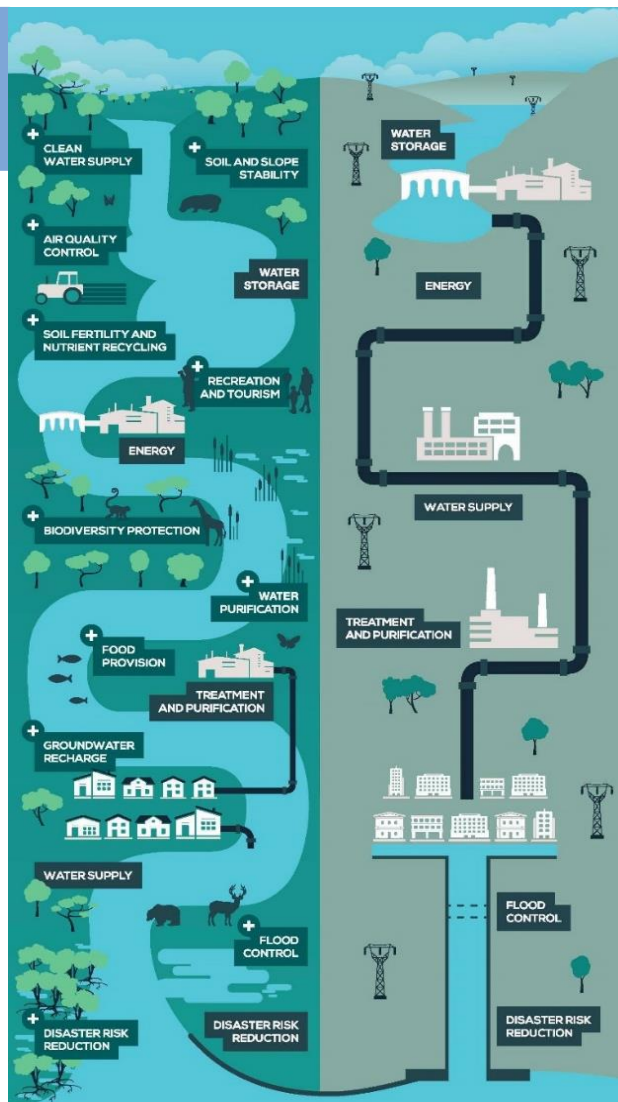 CLEAN
WATER SUPPLY
SOIL AND SLOPE
STABILITY
AIR QUALITY
CONTROL
WATER
STORAGE
SOIL FERTILITY AND
NUTRIENT RECYCLING
RECREATION
AND TOURISM
ENERGY
BIODIVERSITY PROTECTION
WATER
PURIFICATION
FOOD
PROVISION
TREATMENT
AND PURIFICATION
GROUNDWATER
RECHARGE
WATER SUPPLY
FLOOD
CONTROL
DISASTER RISK
REDUCTION
DISASTER RISK
REDUCTION
WATER
STORAGE
ENERGY
WATER SUPPLY
TREATMENT
AND PURIFICATION
FLOOD
CONTROL
DISASTER RISK
REDUCTION